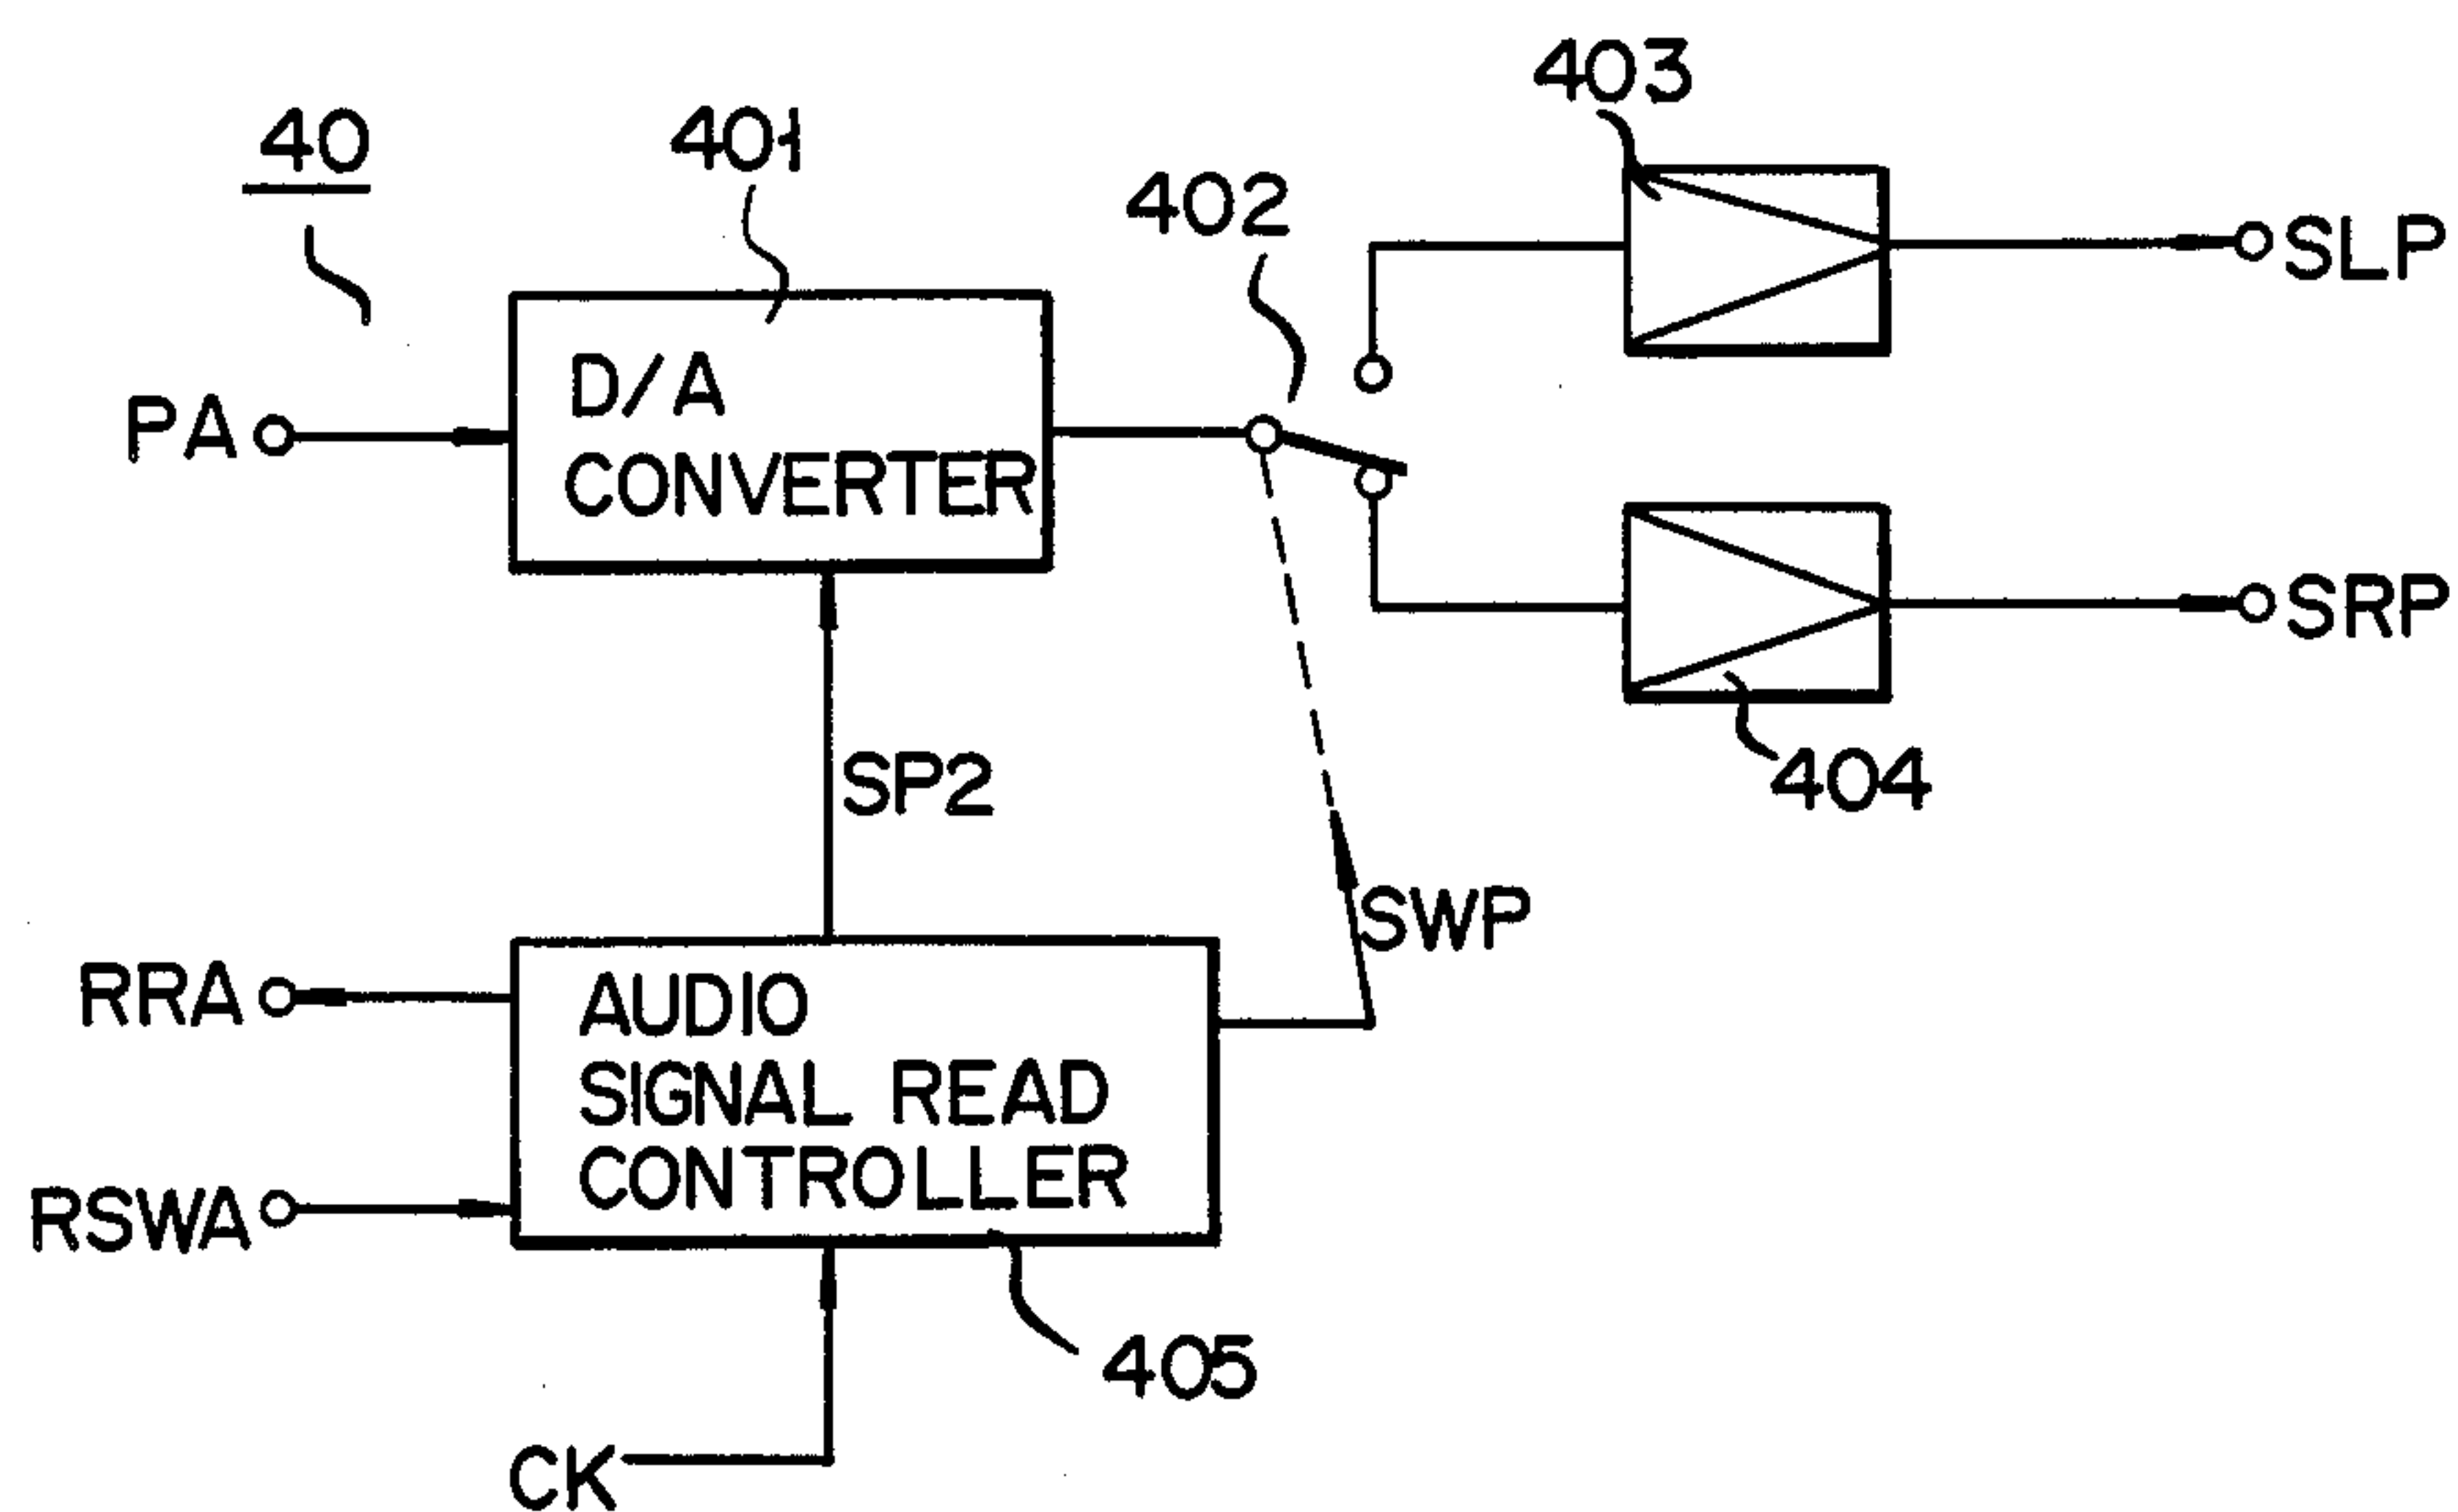 403
40
401
402
SLP
D/A
CONVERTER
PA
SRP
SP2
404
SWP
RRA
AUDIO
SIGNAL READ
CONTROLLER
RSWA
405
CK